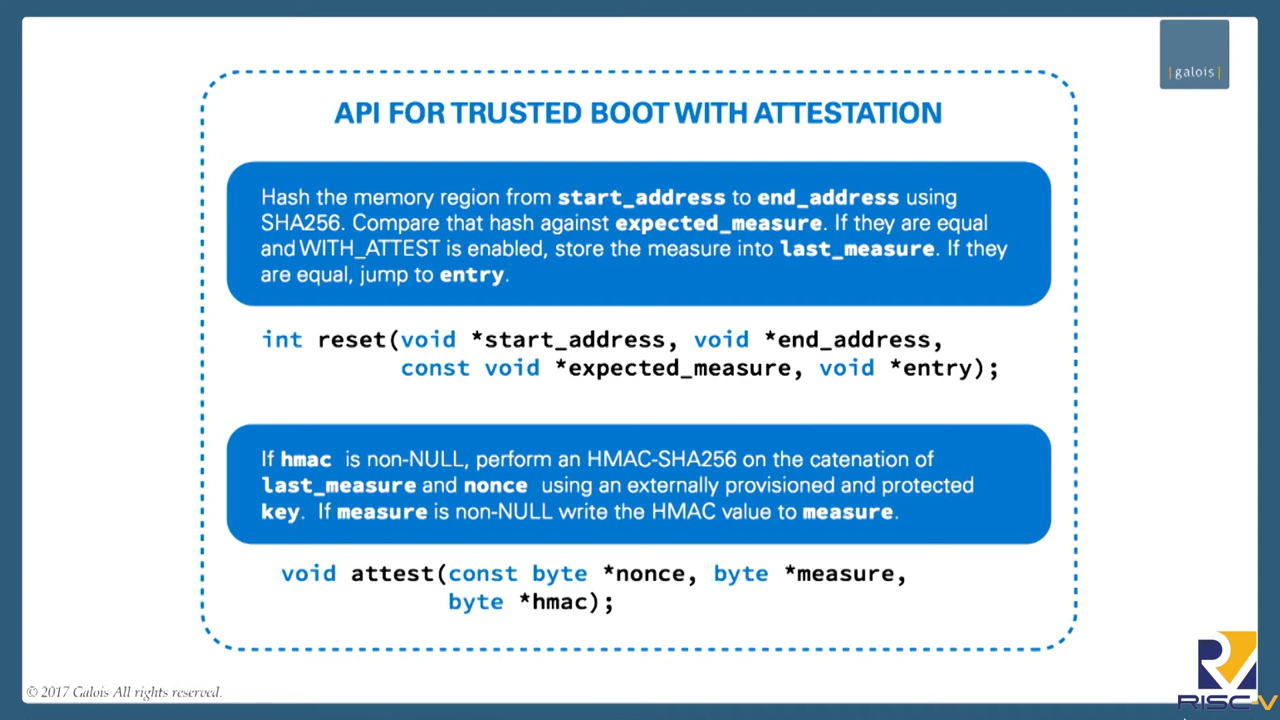 |galois|
API FOR TRUSTED BOOT WITH ATTESTATION
Hash the memory region from start_address to end_address using
SHA256. Compare that hash against expected_measure. If they are equal
and WITH_ATTEST is enabled, store the measure into last_measure. If they
are equal, jump to entry.
int reset(void *start_address, void *end_address,
const void *expected_measure, void *entry);
If hmac is non-NULL, perform an HMAC-SHA256 on the catenation of
last_measure and nonce using an externally provisioned and protected
key. If measure is non-NULL write the HMAC value to measure.
void attest(const byte *nonce, byte *measure,
byte *hmac);
© 2017 Galois All rights reserved.
RISC-V